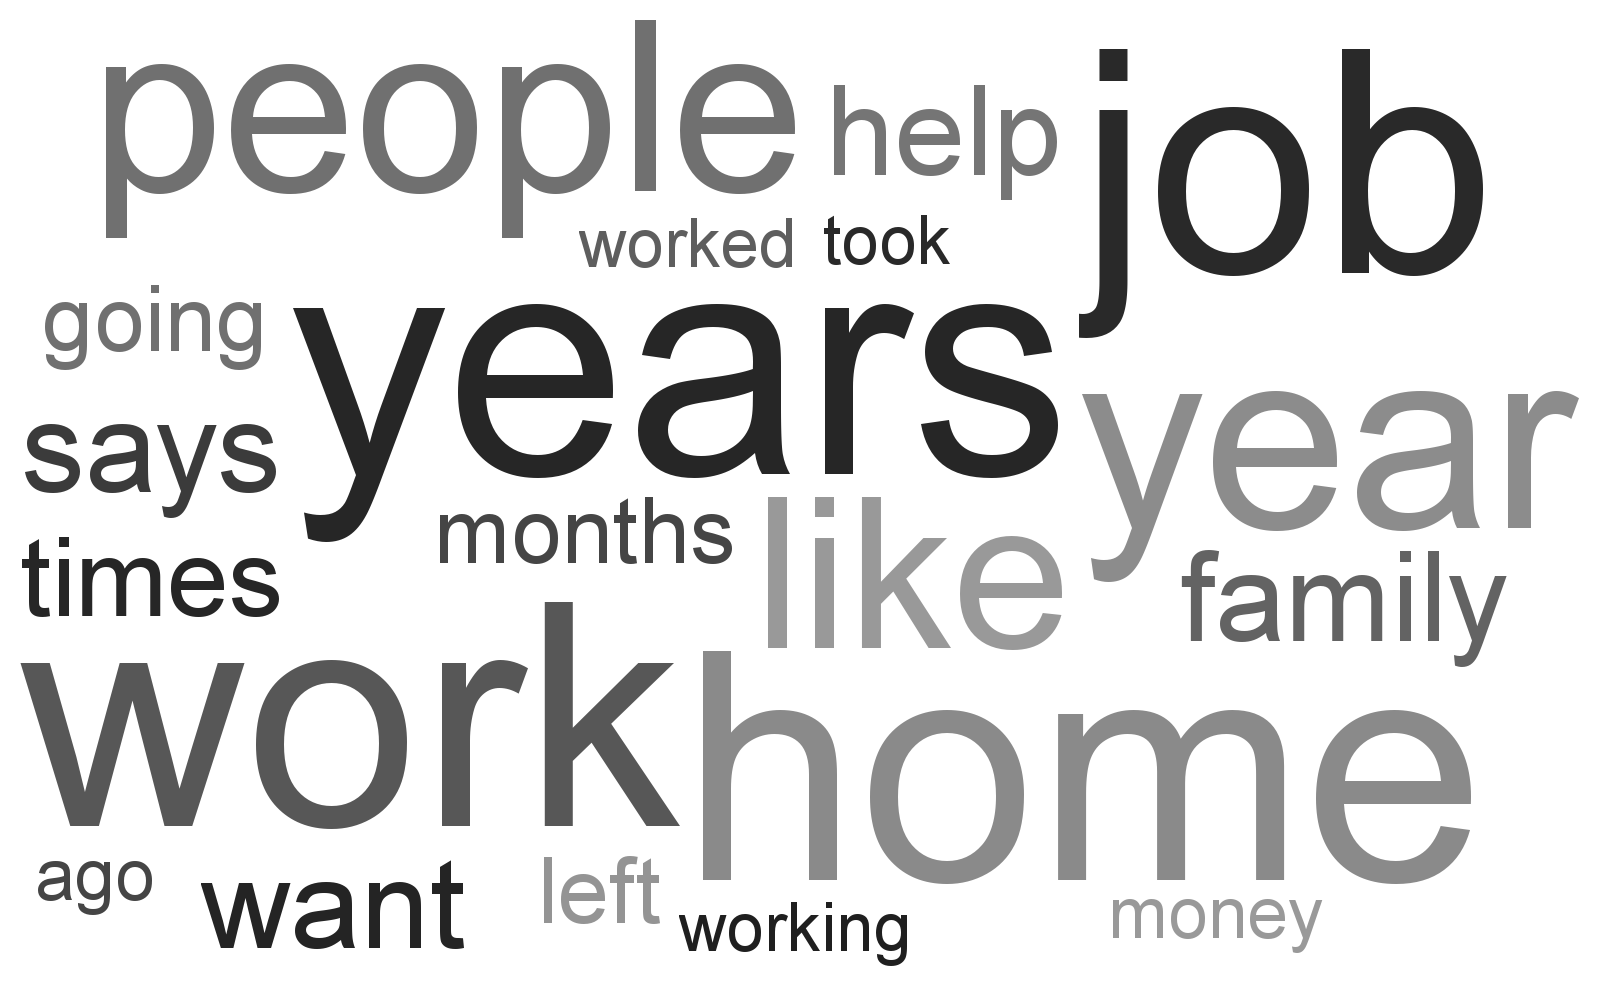 people help job
worked took
going years
says year
months like
times family
work home
ago want left working money